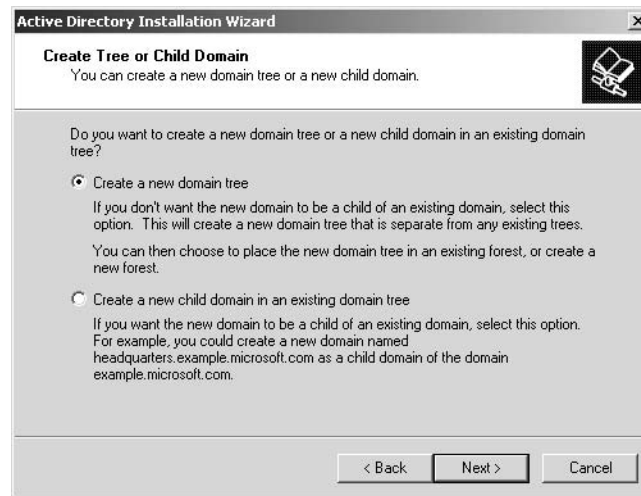 Active Directory Installation Wizard
Create Tree or Child Domain
You can create a new domain tree or a new child domain.
Do you want to create a new domain tree or a new child domain in an existing domain
tree?
Create a new domain tree
If you don't want the new domain to be a child of an existing domain, select this
option. This will create a new domain tree that is separate from any existing trees.
You can then choose to place the new domain tree in an existing forest, or create a
new forest.
Create a new child domain in an existing domain tree
If you want the new domain to be a child of an existing domain, select this option.
For example, you could create a new domain named
headquarters.example.microsoft.com as a child domain of the domain
example.microsoft.com.
< Back Next > Cancel